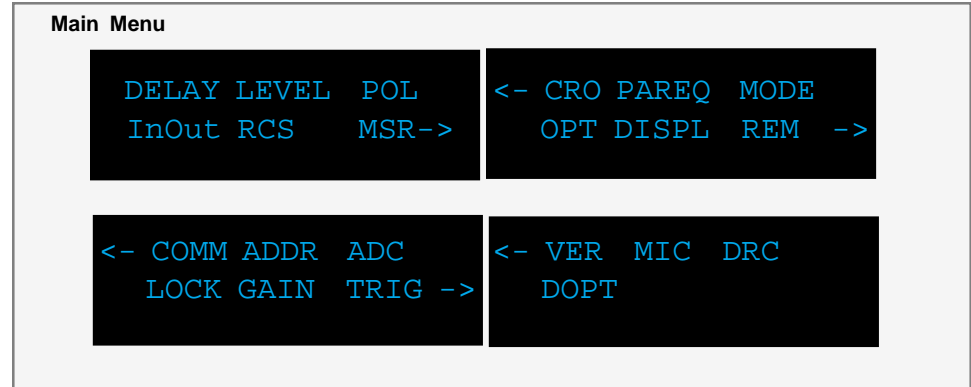 Main Menu
DELAY LEVEL POL
InOut RCS MSR->
<- CRO PAREQ MODE
OPT DISPL REM ->
<- COMM ADDR ADC
LOCK GAIN TRIG ->
<- VER MIC DRC
DOPT